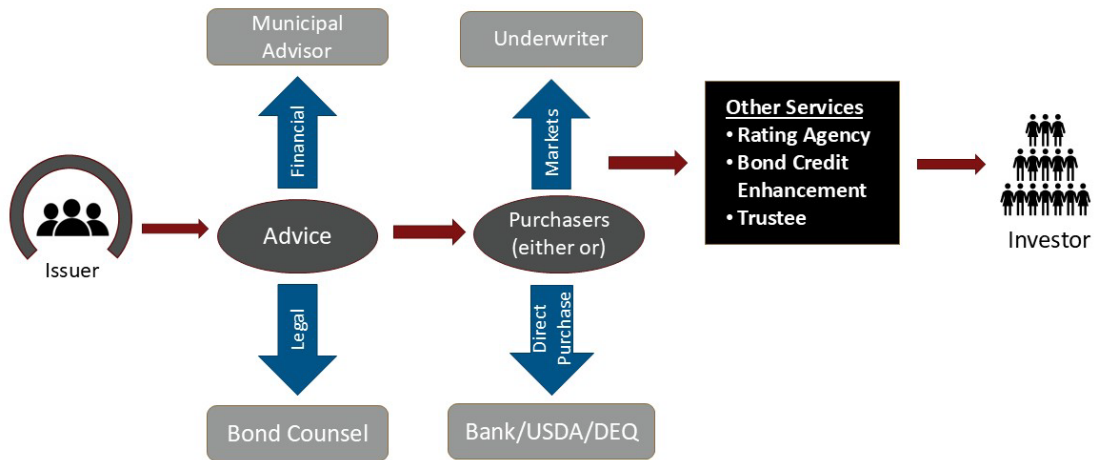 Municipal
Advisor
Underwriter
Financial
Markets
Other Services
• Rating Agency
• Bond Credit
Enhancement
• Trustee
Issuer
Advice
Purchasers
(either or)
Investor
Legal
Direct
Purchase
Bond Counsel
Bank/USDA/DEQ